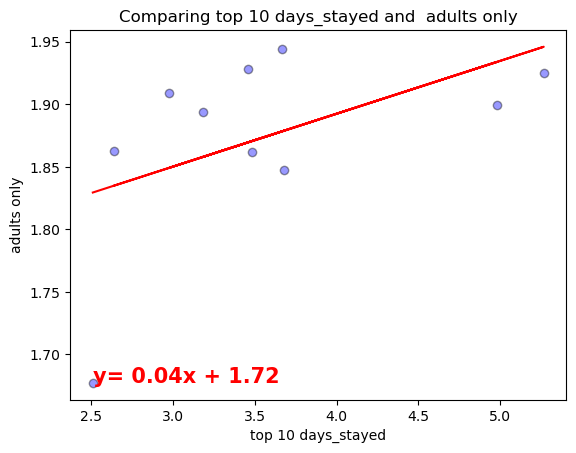 Comparing top 10 days_stayed and  adults only
1.95
1.90
1.85
1.80
1.75
1.70
adults only
y= 0.04x + 1.72
2.5 3.0 3.5 4.0 4.5 5.0
top 10 days_stayed